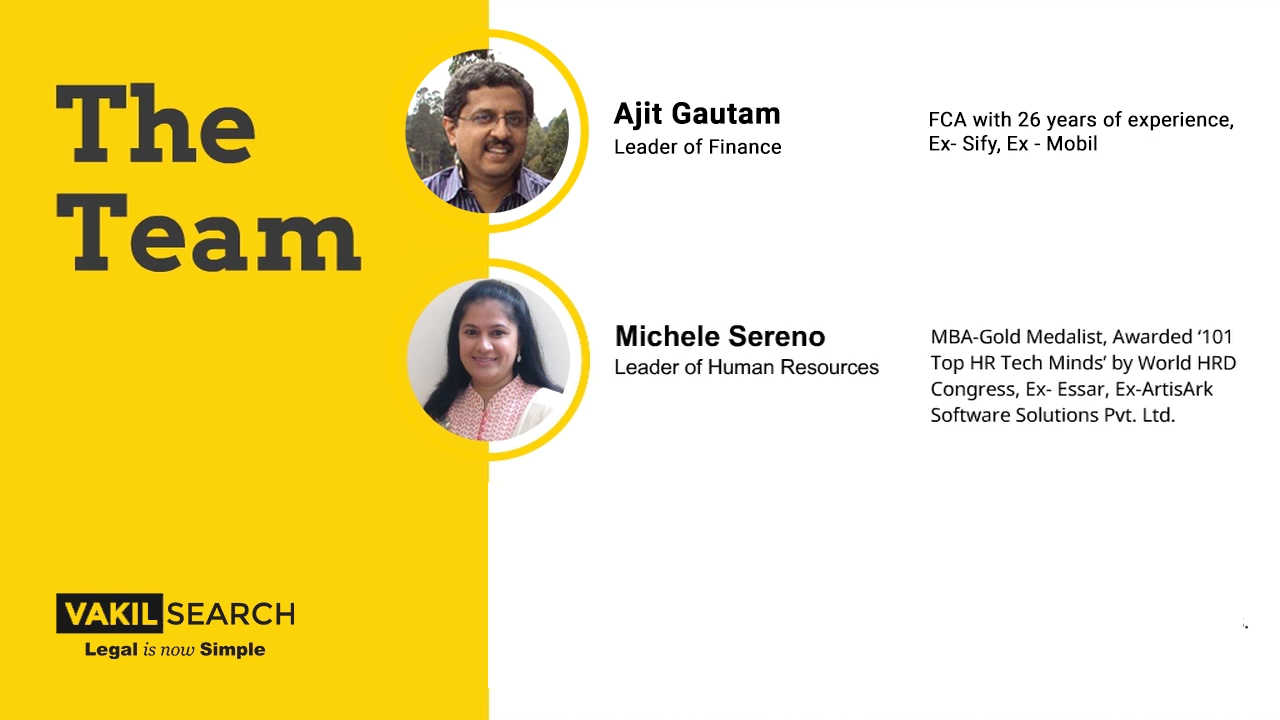 The
Team
Ajit Gautam
Leader of Finance
FCA with 26 years of experience,
Ex- Sify, Ex - Mobil
Michele Sereno
Leader of Human Resources
MBA-Gold Medalist, Awarded ‘101
Top HR Tech Minds’ by World HRD
Congress, Ex- Essar, Ex-ArtisArk
Software Solutions Pvt. Ltd.
VAKILSEARCH
Legal is now Simple